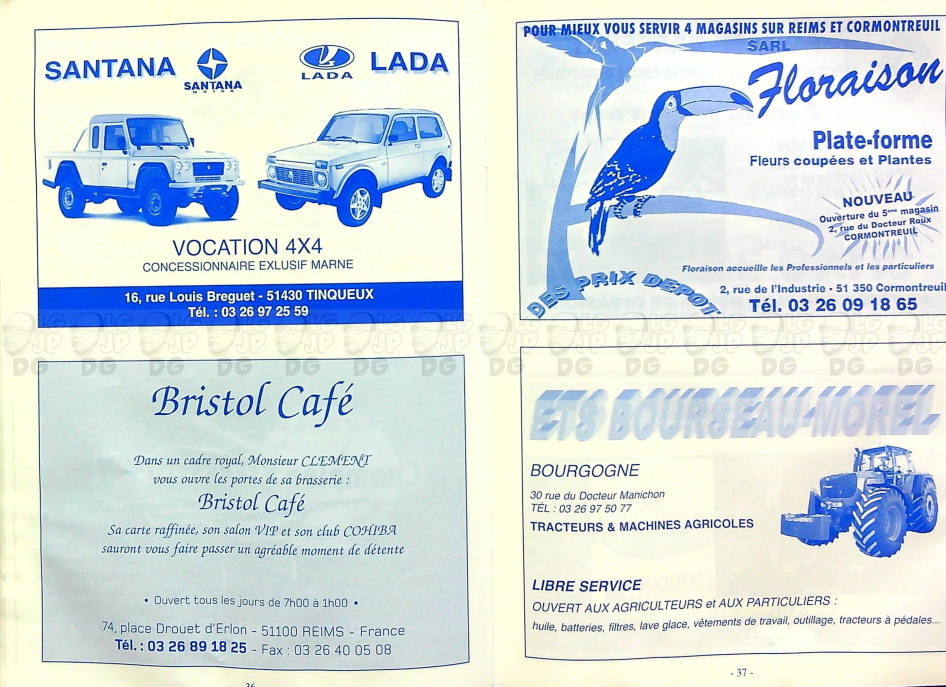 SANTANA
SANTANA
MOTOR
LADA
LADA
VOCATION 4X4
CONCESSIONNAIRE EXLUSIF MARNE
16, rue Louis Breguet - 51430 TINQUEUX
Tél. : 03 26 97 25 59
Bristol Café
Dans un cadre royal, Monsieur CLEMENT
vous ouvre les portes de sa brasserie :
Bristol Café
Sa carte raffinée, son salon VIP et son club COHIBA
sauront vous faire passer un agréable moment de détente
• Ouvert tous les jours de 7h00 à 1h00 •
74, place Drouet d'Erlon - 51100 REIMS - France
Tél. : 03 26 89 18 25 - Fax : 03 26 40 05 08
36
POUR MIEUX VOUS SERVIR 4 MAGASINS SUR REIMS ET CORMONTREUIL
SARL
Floraison
Plate-forme
Fleurs coupées et Plantes
NOUVEAU
Ouverture du 5ème magasin
2, rue du Docteur Roux
CORMONTREUIL
Floraison accueille les Professionnels et les particuliers
DES PRIX DEPOT
2, rue de l'Industrie - 51 350 Cormontreuil
Tél. 03 26 09 18 65
ETS BOURSEAU-MOREL
BOURGOGNE
30 rue du Docteur Manichon
TÉL : 03 26 97 50 77
TRACTEURS & MACHINES AGRICOLES
LIBRE SERVICE
OUVERT AUX AGRICULTEURS et AUX PARTICULIERS :
huile, batteries, filtres, lave glace, vêtements de travail, outillage, tracteurs à pédales...
- 37 -